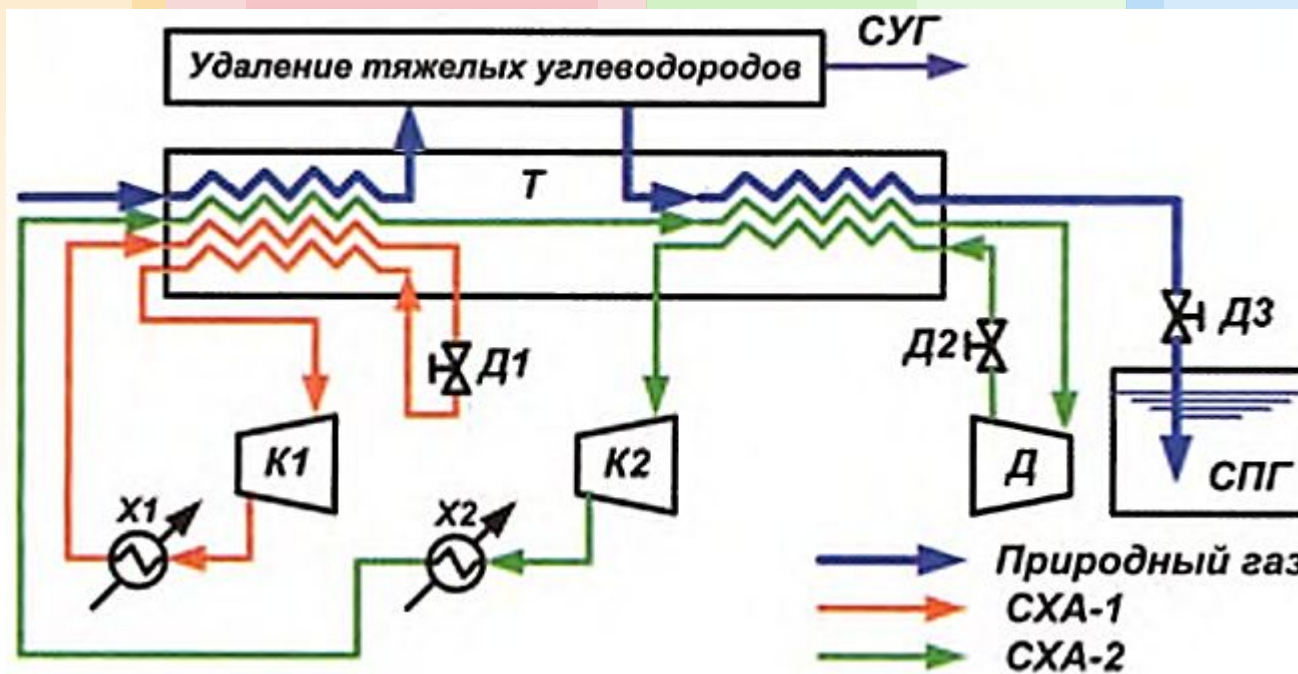 СУГ
Удаление тяжелых углеводородов
Т
Д3
Д2
Д1
К1
К2
Д
СПГ
Х1
Х2
Природный газ
СХА-1
СХА-2